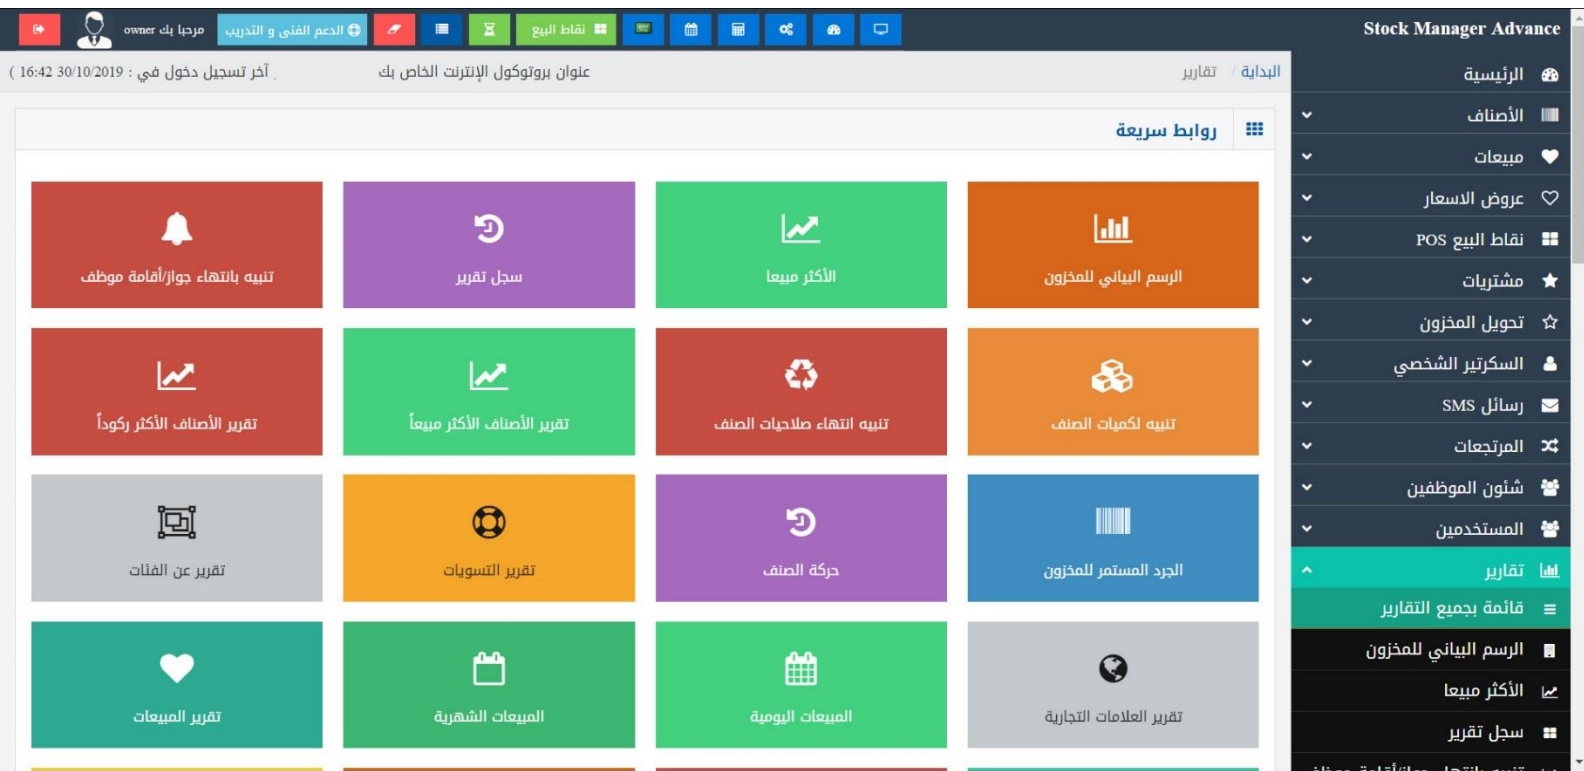 Stock Manager Advance
نقاط البيع
الدعم الفنى و التدريب
مرحبا بك owner
البداية / تقارير
عنوان بروتوكول الإنترنت الخاص بك
آخر تسجيل دخول في : 30/10/2019 16:42 )
الرئيسية
الأصناف
مبيعات
عروض الاسعار
نقاط البيع POS
مشتريات
تحويل المخزون
السكرتير الشخصي
رسائل SMS
المرتجعات
شئون الموظفين
المستخدمين
تقارير
قائمة بجميع التقارير
الرسم البياني للمخزون
الأكثر مبيعا
سجل تقرير
روابط سريعة
الرسم البياني للمخزون
الأكثر مبيعا
سجل تقرير
تنبيه بانتهاء جواز/أقامة موظف
تنبيه لكميات الصنف
تنبيه انتهاء صلاحيات الصنف
تقرير الأصناف الأكثر مبيعاً
تقرير الأصناف الأكثر ركوداً
الجرد المستمر للمخزون
حركة الصنف
تقرير التسويات
تقرير عن الفئات
تقرير العلامات التجارية
المبيعات اليومية
المبيعات الشهرية
تقرير المبيعات